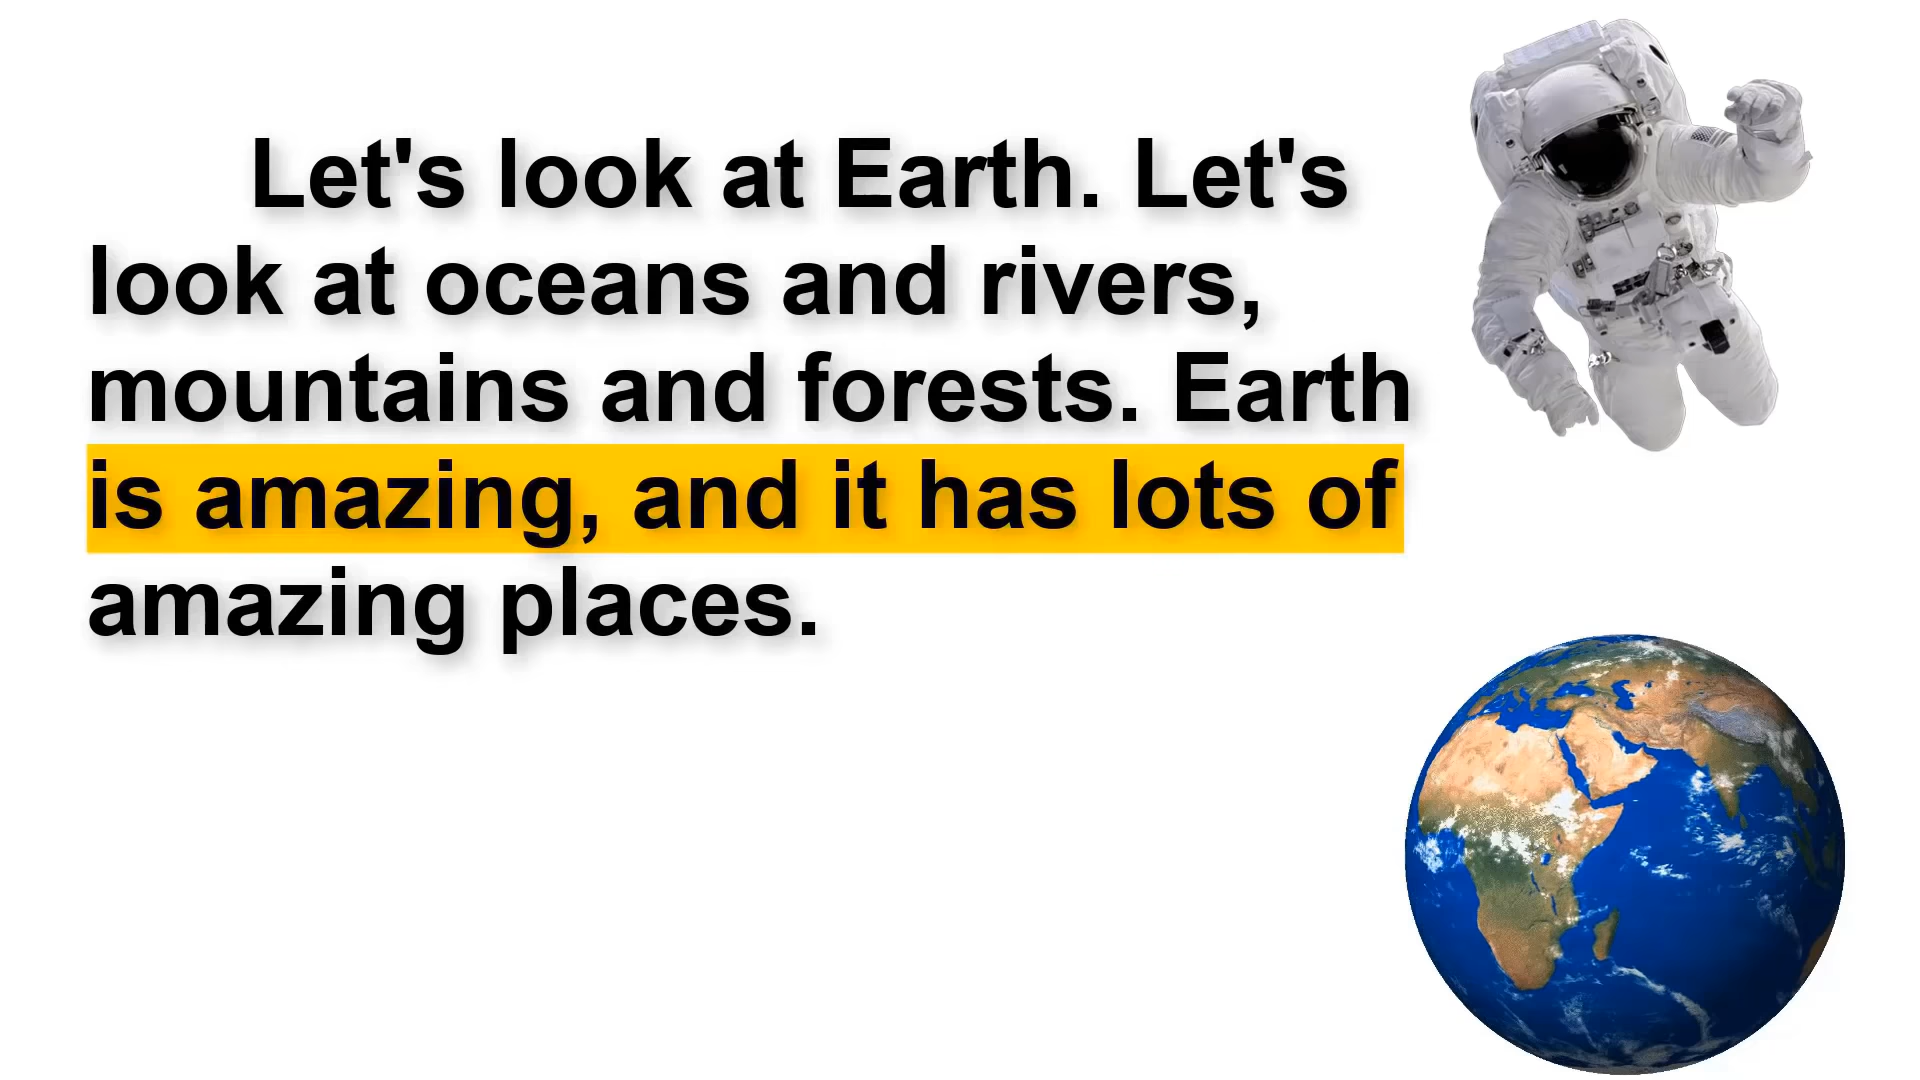 Let's look at Earth. Let's
look at oceans and rivers,
mountains and forests. Earth
is amazing, and it has lots of
amazing places.